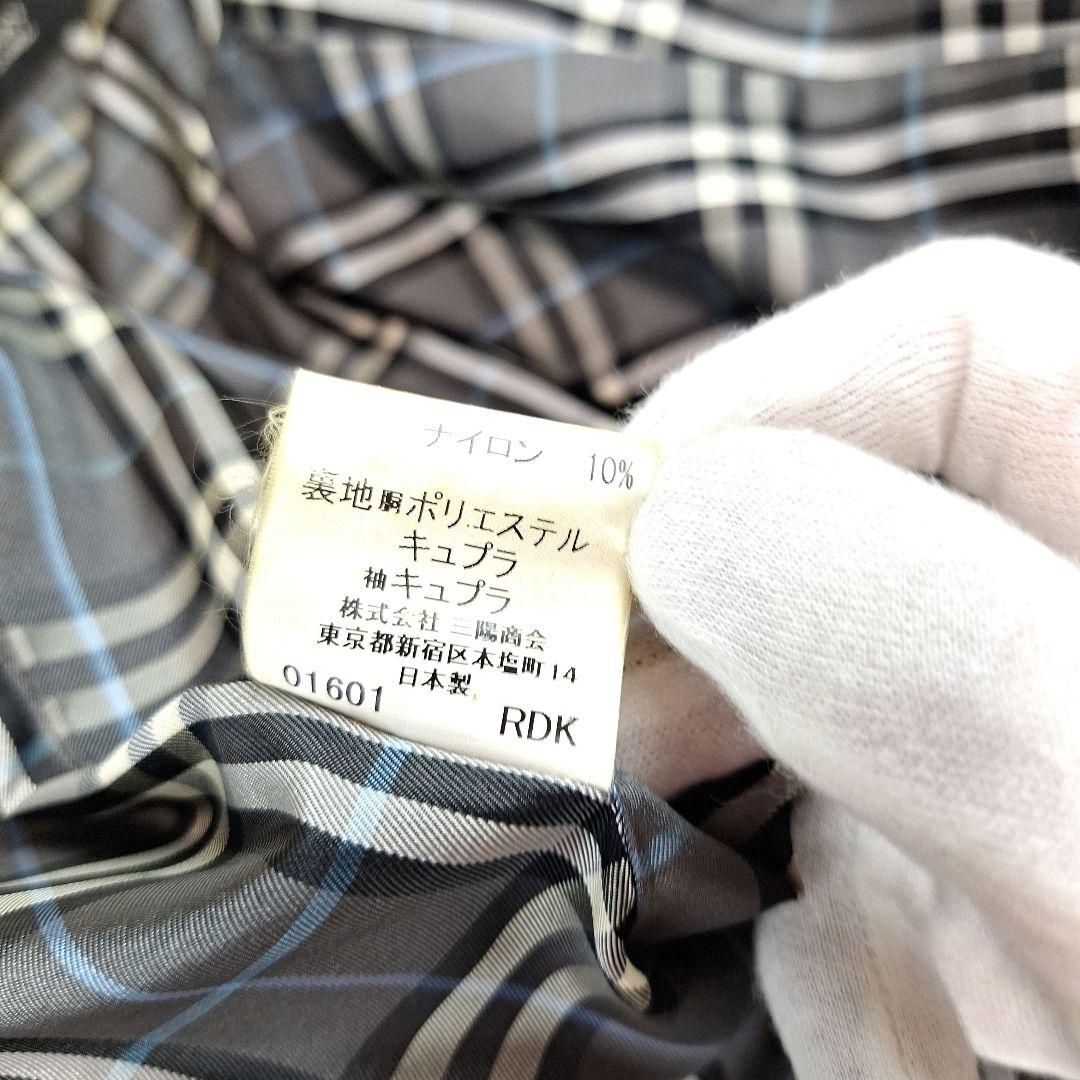 ナイロン 10%
裏地胴ポリエステル
キュプラ
袖キュプラ
株式会社 三陽商会
東京都新宿区本塩町14
日本製
01601 RDK